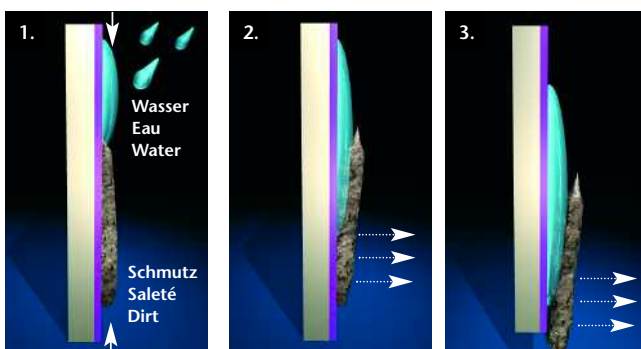 1.
Wasser
Eau
Water
Schmutz
Saleté
Dirt
2.
3.